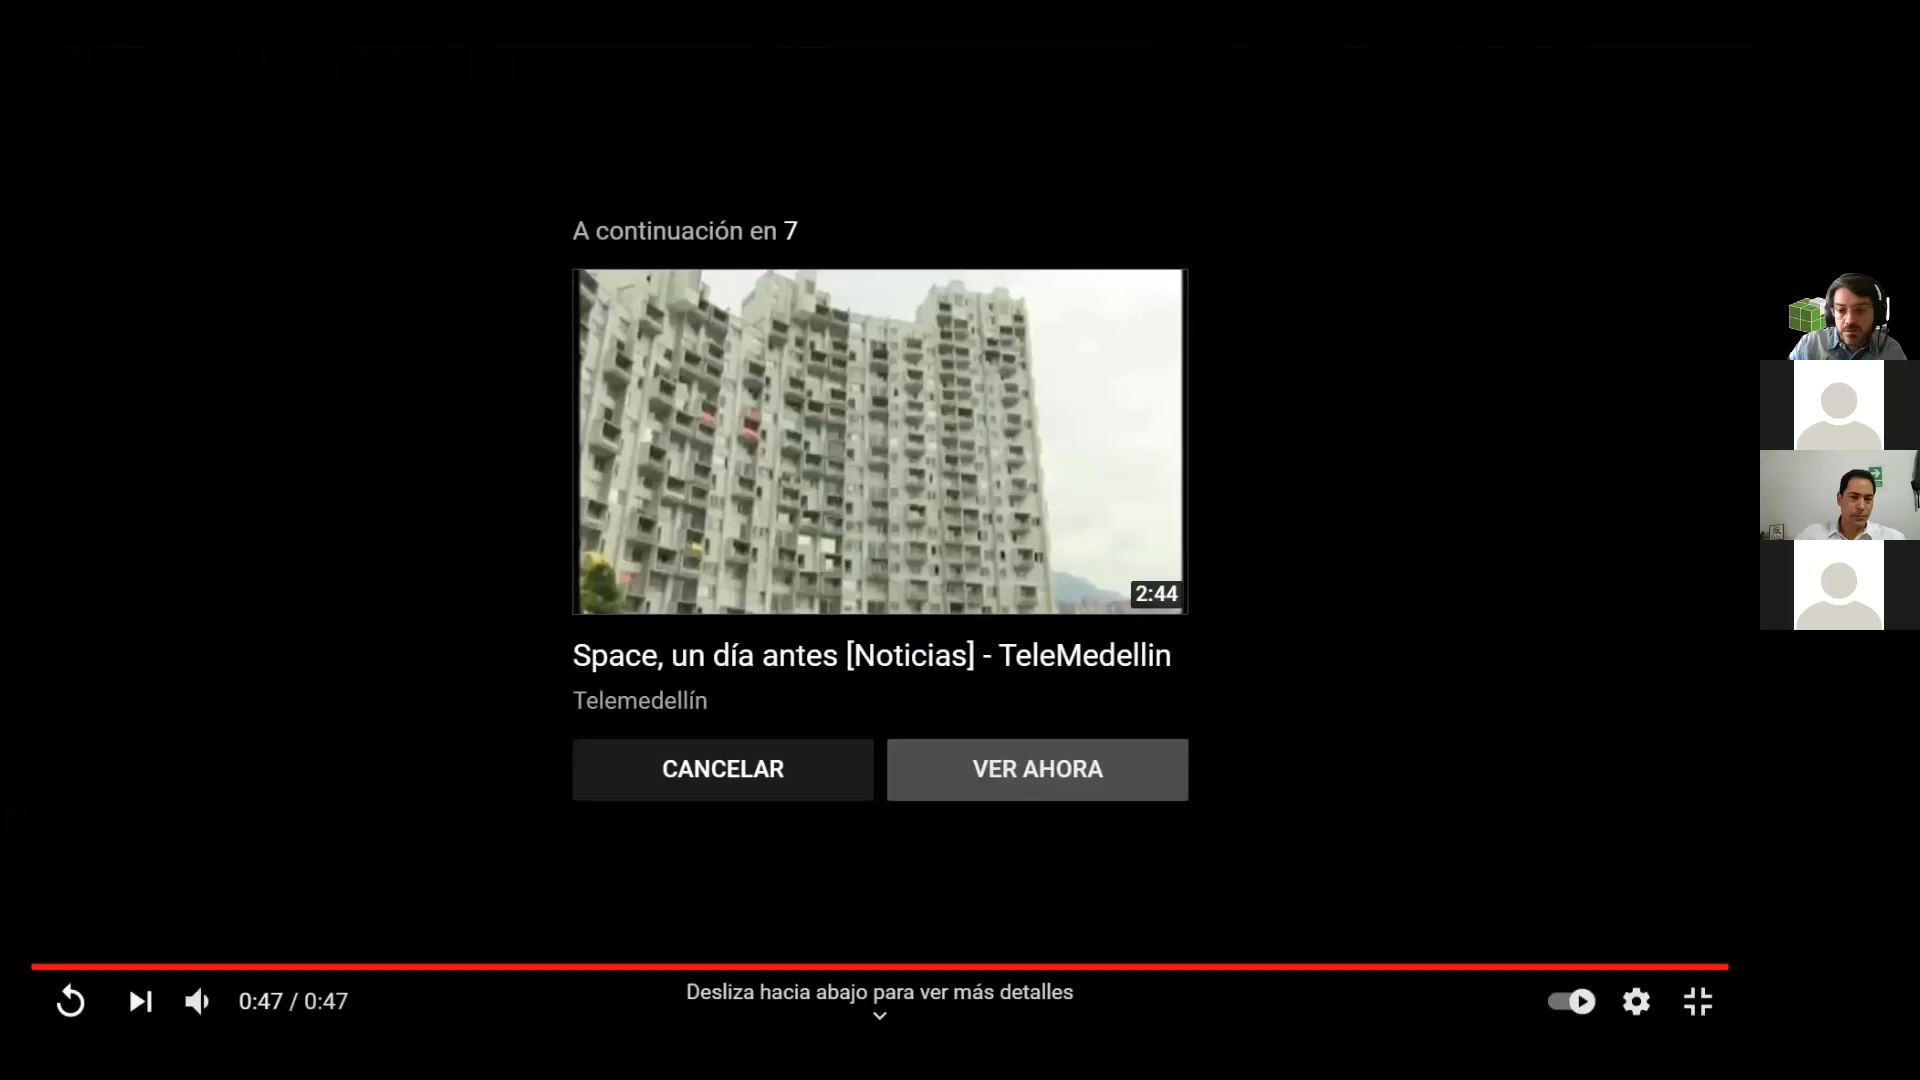 A continuación en 7
2:44
Space, un día antes [Noticias] - TeleMedellin
Telemedellín
CANCELAR
VER AHORA
0:47 / 0:47
Desliza hacia abajo para ver más detalles